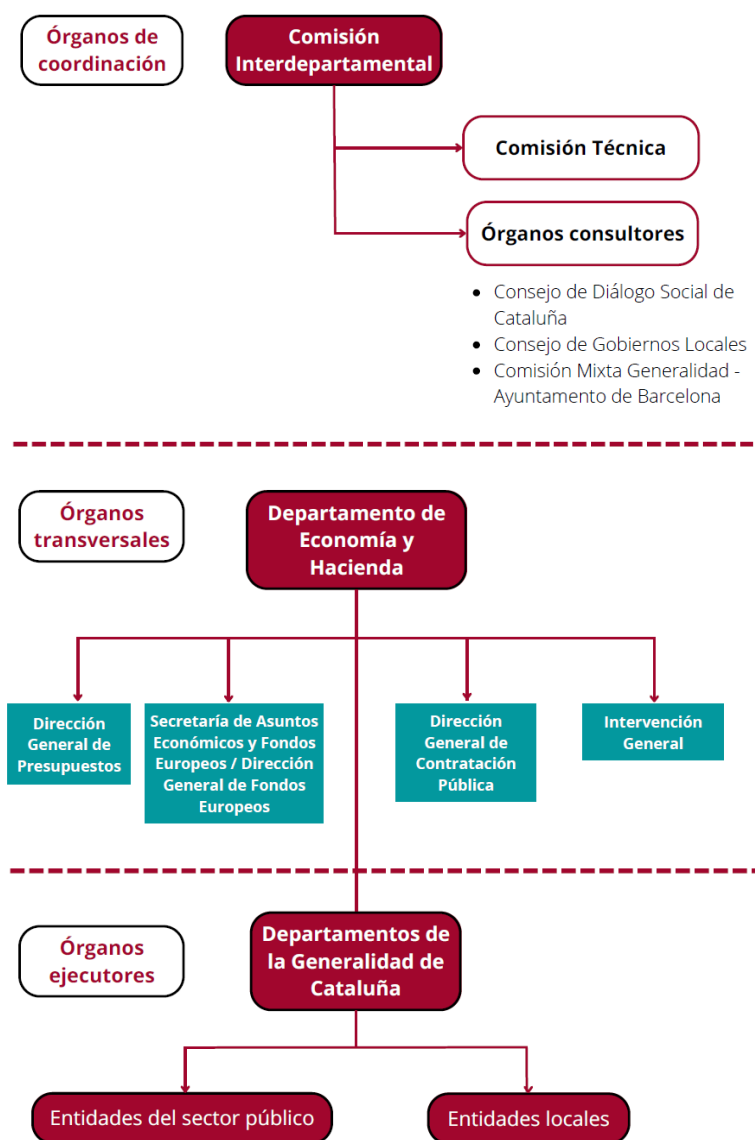 Órganos de
coordinación
Comisión
Interdepartamental
Comisión Técnica
Órganos consultores
• Consejo de Diálogo Social de
Cataluña
• Consejo de Gobiernos Locales
• Comisión Mixta Generalidad -
Ayuntamento de Barcelona
Órganos
transversales
Departamento de
Economía y
Hacienda
Dirección
General de
Presupuestos
Secretaría de Asuntos
Económicos y Fondos
Europeos / Dirección
General de Fondos
Europeos
Dirección
General de
Contratación
Pública
Intervención
General
Órganos
ejecutores
Departamentos de
la Generalidad de
Cataluña
Entidades del sector público
Entidades locales